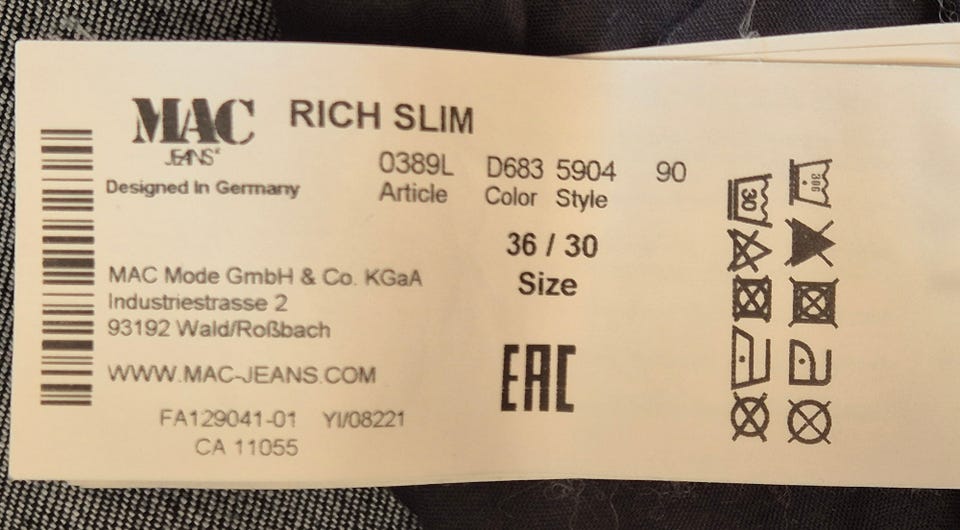 MAC RICH SLIM
JEANS
0389L D683 5904 90
Designed In Germany Article Color Style
36 / 30
Size
MAC Mode GmbH & Co. KGaA
Industriestrasse 2
93192 Wald/Roßbach
WWW.MAC-JEANS.COM
EAC
FA129041-01 YI/08221
CA 11055
30